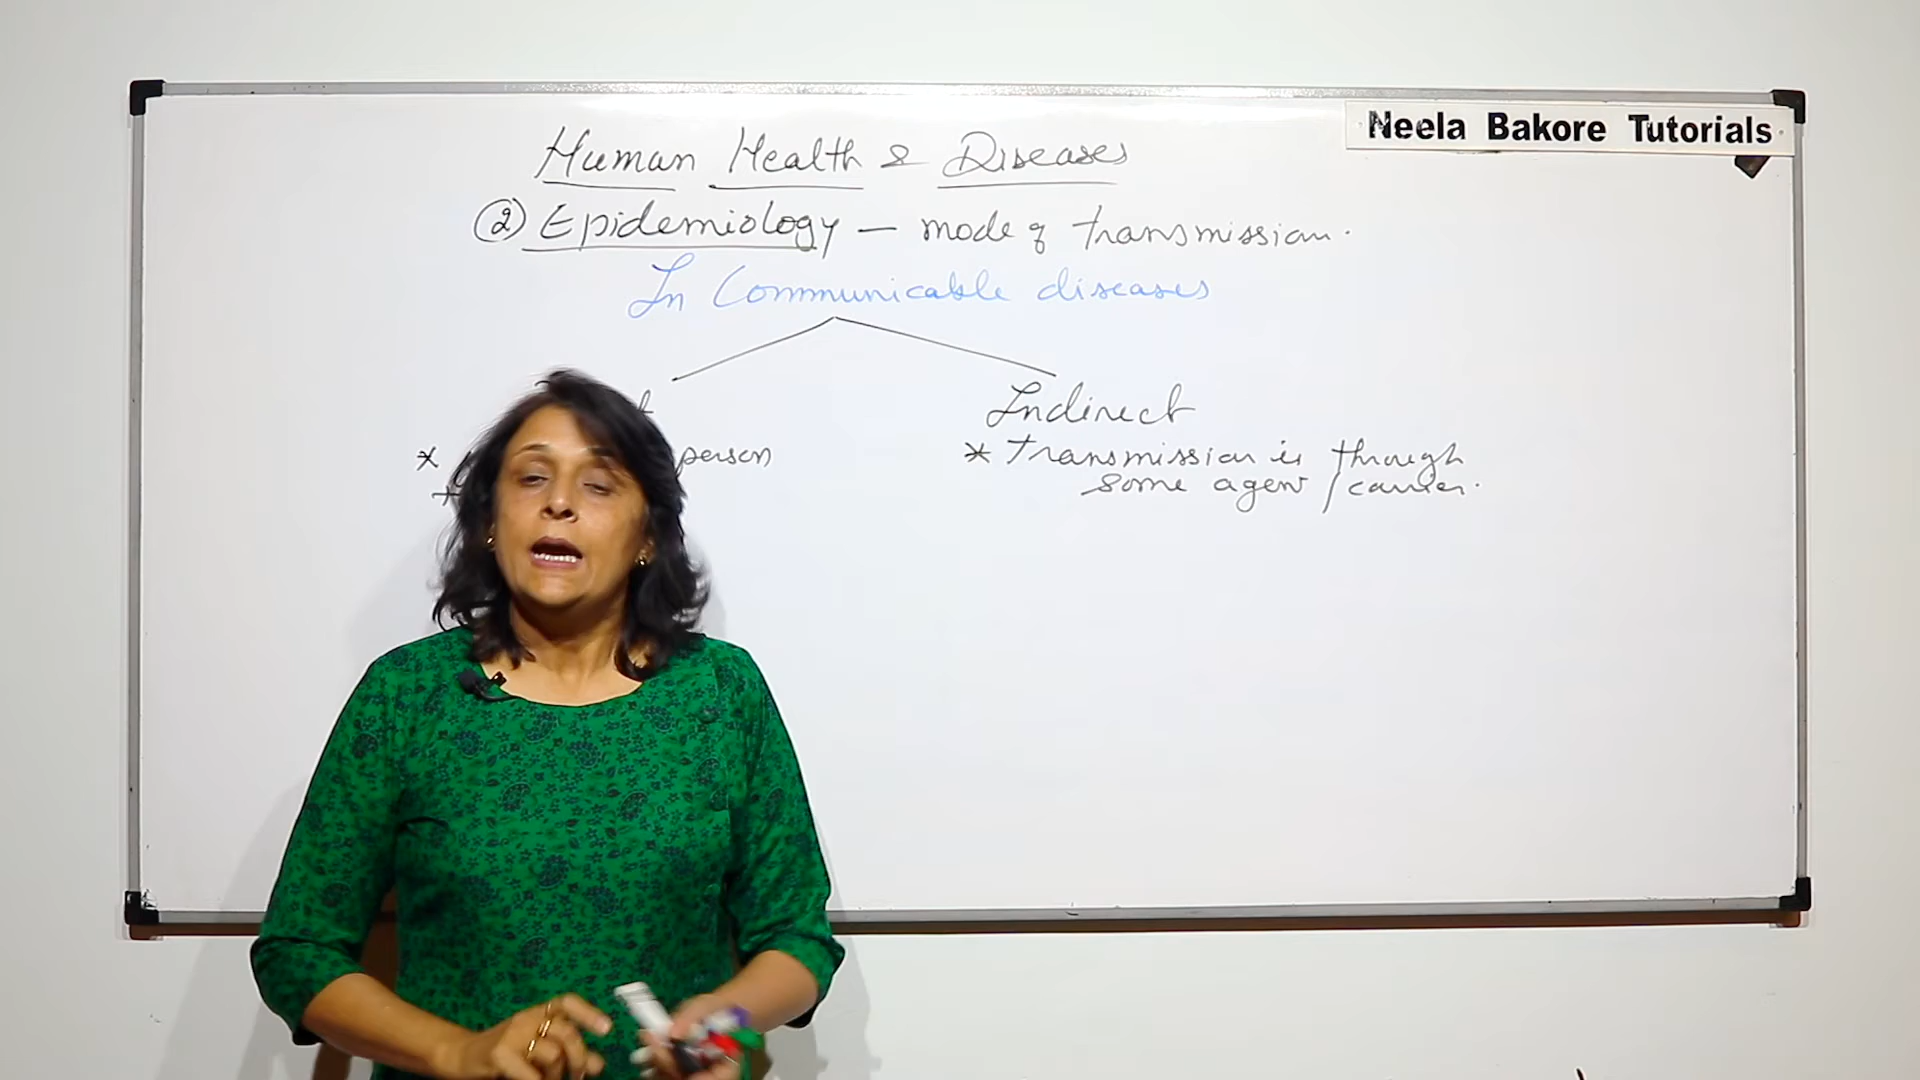 Neela Bakore Tutorials
Human Health & Diseases
② Epidemiology — mode of transmission.
In Communicable diseases
Indirect
* person
* Transmission is through
some agent / carrier.